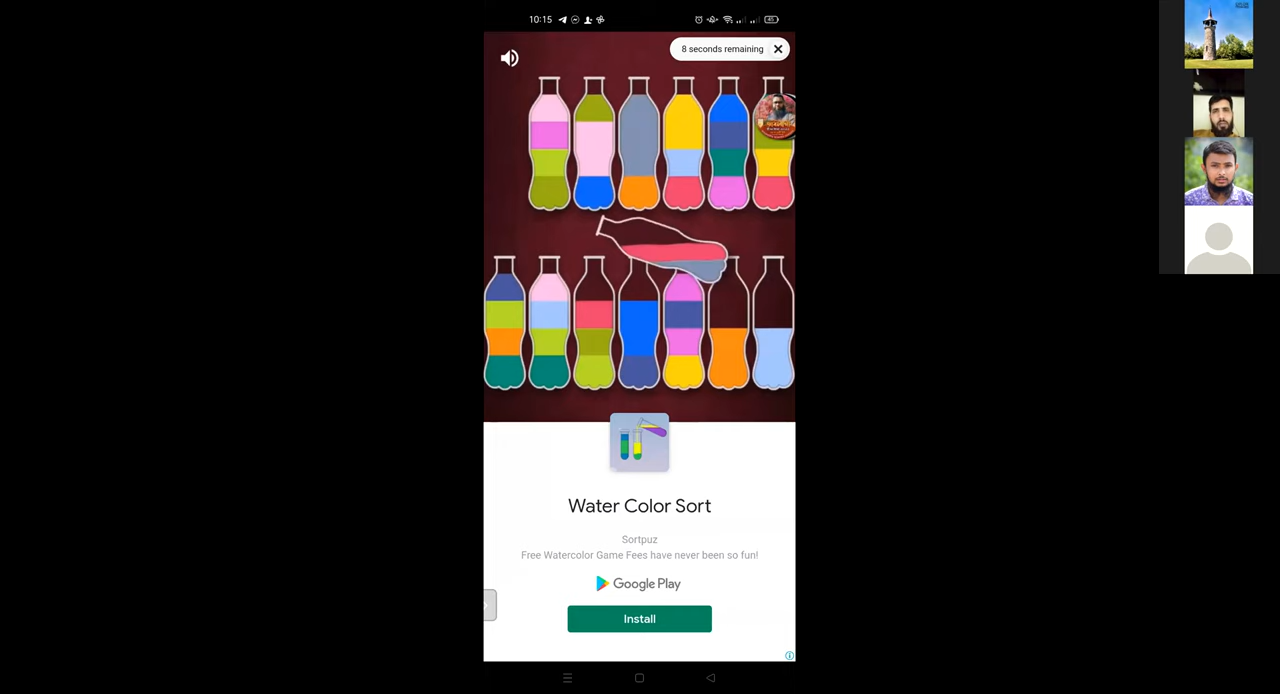 10:15
45
8 seconds remaining
Water Color Sort
Sortpuz
Free Watercolor Game Fees have never been so fun!
Google Play
Install